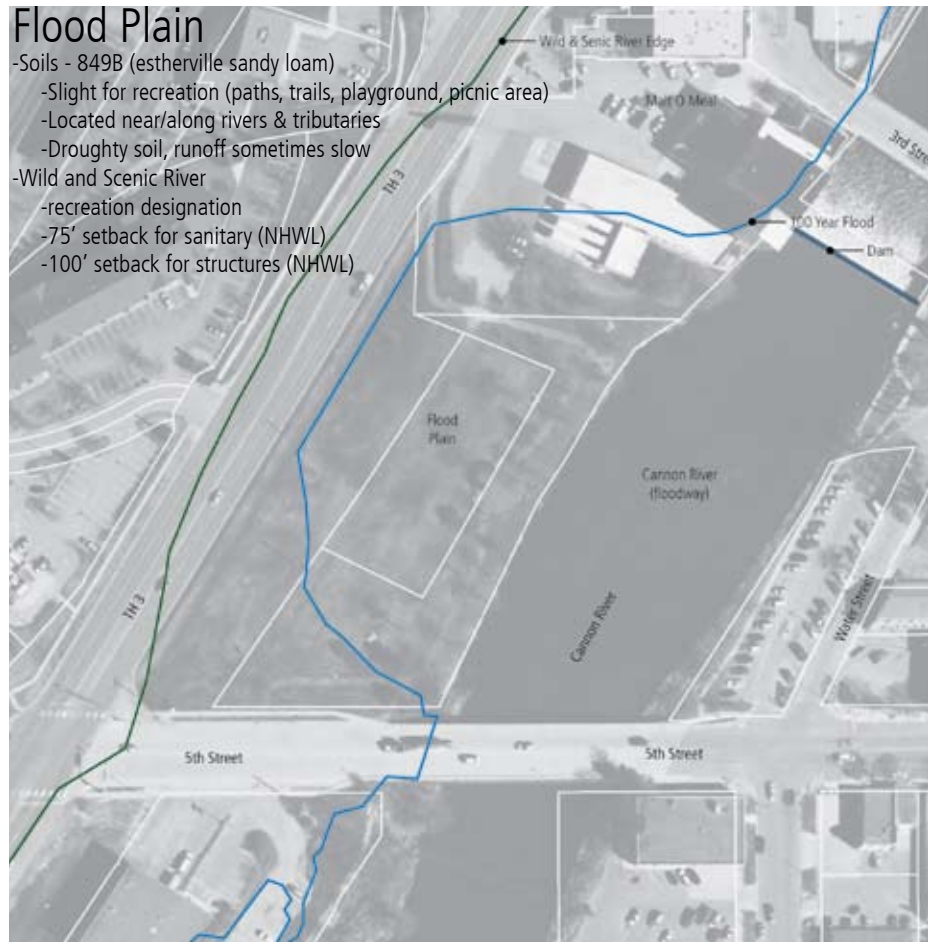 Flood Plain
-Soils - 849B (estherville sandy loam)
-Slight for recreation (paths, trails, playground, picnic area)
-Located near/along rivers & tributaries
-Droughty soil, runoff sometimes slow
-Wild and Scenic River
-recreation designation
-75' setback for sanitary (NHWL)
-100' setback for structures (NHWL)
Wild & Senic River Edge
Malt O Meal
3rd Stre
TH 3
100 Year Flood
Dam
Flood
Plain
Cannon River
(floodway)
TH 3
Cannon River
Water Street
5th Street
5th Street